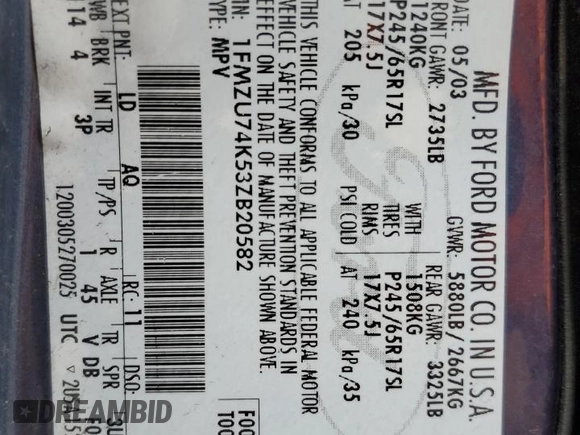 MFD. BY FORD MOTOR CO. IN U.S.A.
DATE: 05/03 GVWR: 5880LB/2667KG
FRONT GAWR: 2735LB REAR GAWR: 3325LB
1240KG WITH 1508KG
P245/65R17SL TIRES P245/65R17SL
17X7.5J RIMS 17X7.5J
AT 205 kPa/30 PSI COLD AT 240 kPa/35
THIS VEHICLE CONFORMS TO ALL APPLICABLE FEDERAL MOTOR
VEHICLE SAFETY AND THEFT PREVENTION STANDARDS IN
EFFECT ON THE DATE OF MANUFACTURE SHOWN ABOVE.
VIN: 1FMZU74K53ZB20582
TYPE: MPV
EXT PNT: LD AQ RC: 11 DSO:
WB BRK INT TR TP/PS R AXLE TR SPR
114 4 3P 1 45 V DB
1200305270025 UTC
DREAMBID